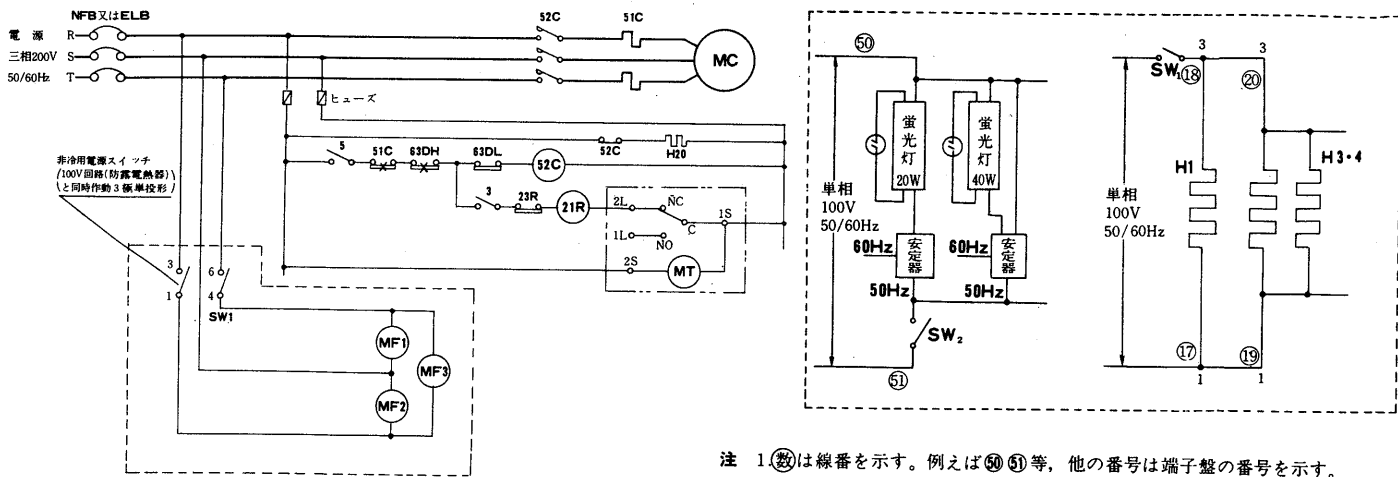 NFB又はELB
電源 R
三相200V S
50/60Hz T
52C
51C
MC
ヒューズ
52C
H20
5
51C
63DH
63DL
52C
3
23R
21R
2L
NC
C
1S
1L
NO
2S
MT
非冷用電源スイッチ
(100V回路(防露電熱器)
と同時作動3極単投形)
3
1
6
4
SW1
MF1
MF2
MF3
50
単相
100V
50/60Hz
蛍光灯
20W
蛍光灯
40W
60Hz
安定器
60Hz
安定器
50Hz
50Hz
SW₂
51
SW₁
3
3
18
20
単相
100V
50/60Hz
H1
H3・4
17
19
1
1
注 1.数は線番を示す。例えば50 51等,他の番号は端子盤の番号を示す。